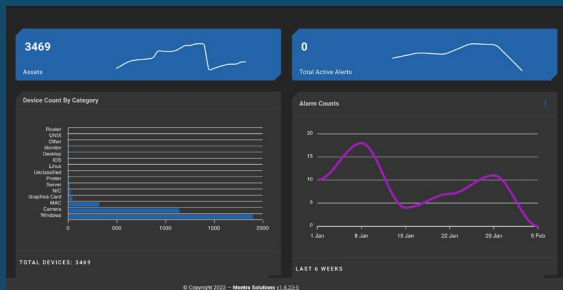 3469
Assets
0
Total Active Alerts
Device Count By Category
Router
UNIX
Other
Monitor
Desktop
IOS
Linux
Unclassified
Printer
Server
NIC
Graphics Card
MAC
Camera
Windows
0 500 1000 1500 2000
TOTAL DEVICES: 3469
Alarm Counts
20
15
10
5
0
1 Jan 8 Jan 15 Jan 22 Jan 29 Jan 5 Feb
LAST 6 WEEKS
© Copyright 2022 — Montra Solutions v1.4.23-5